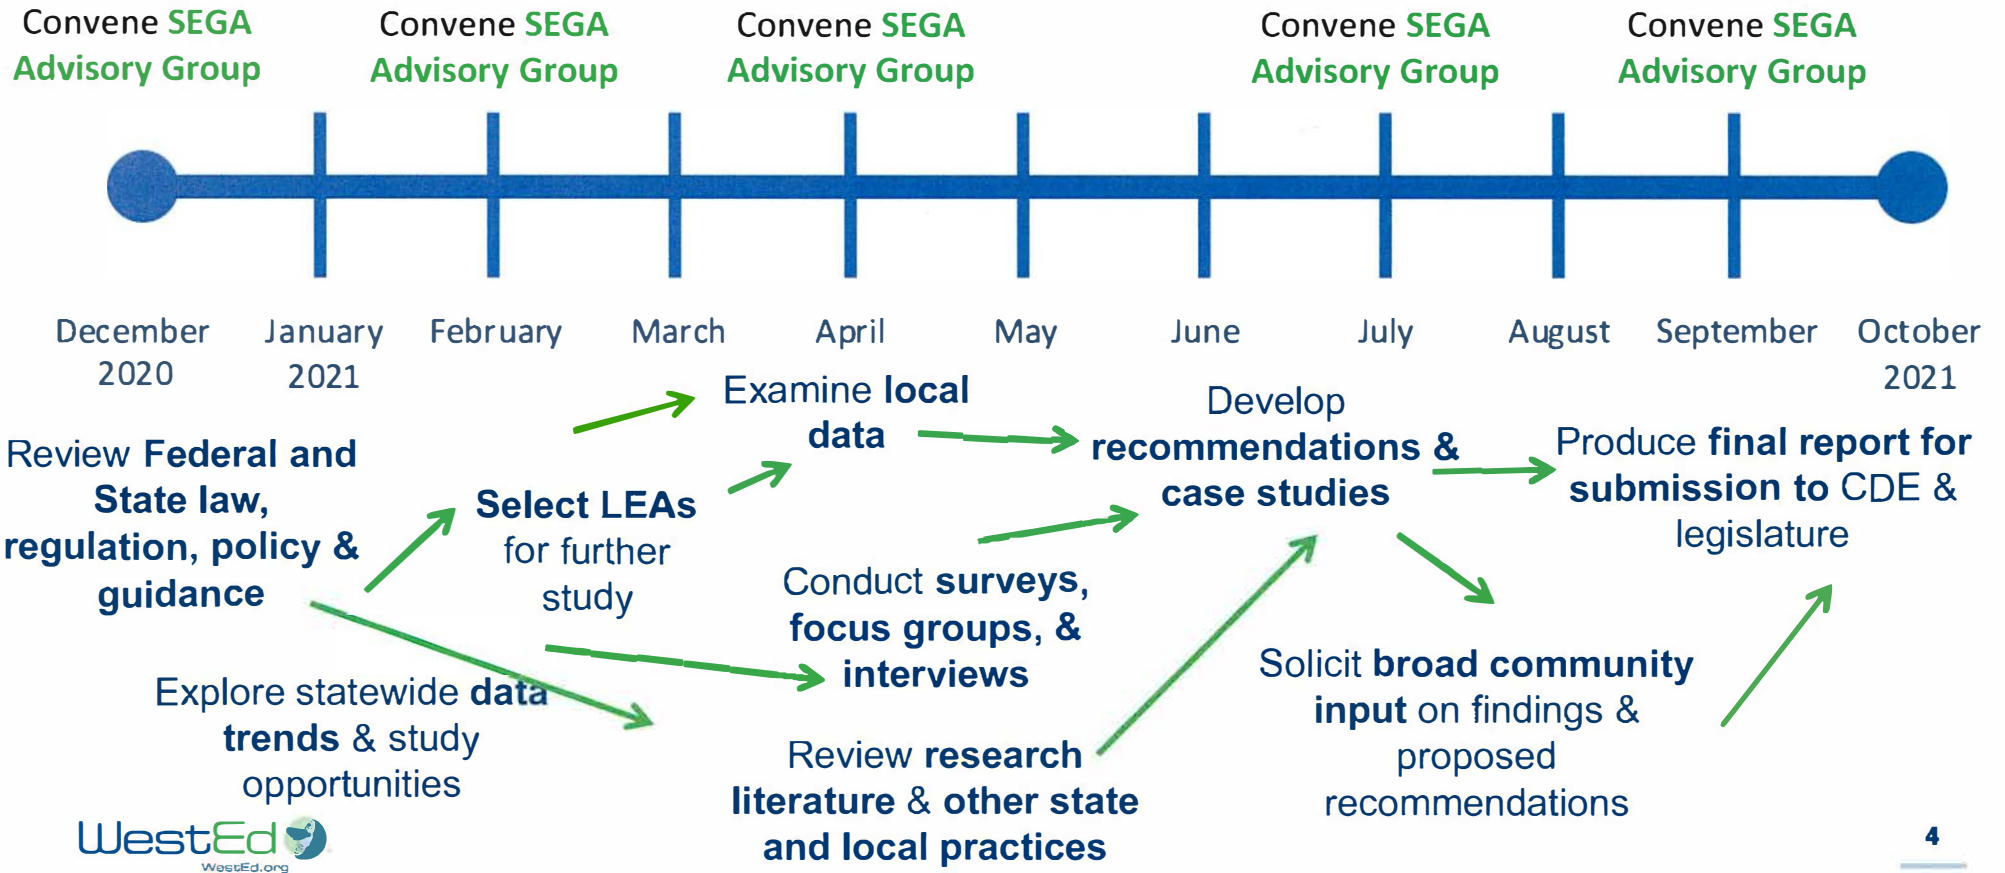 Convene SEGA
Advisory Group
Convene SEGA
Advisory Group
Convene SEGA
Advisory Group
Convene SEGA
Advisory Group
Convene SEGA
Advisory Group
December
2020
January
2021
February
March
April
May
June
July
August
September
October
2021
Review Federal and
State law,
regulation, policy &
guidance
Explore statewide data
trends & study
opportunities
Select LEAs
for further
study
Examine local
data
Conduct surveys,
focus groups, &
interviews
Review research
literature & other state
and local practices
Develop
recommendations &
case studies
Solicit broad community
input on findings &
proposed
recommendations
Produce final report for
submission to CDE &
legislature
WestEd
WestEd.org
4